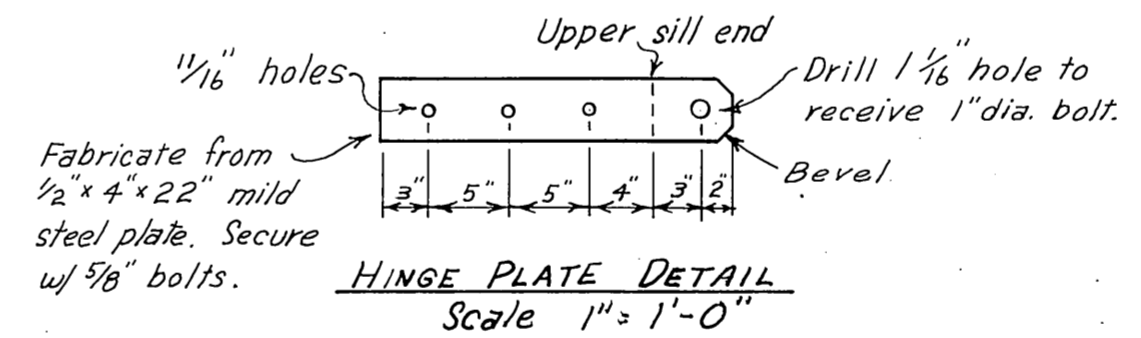 Upper sill end
11/16" holes
Drill 1 1/16" hole to
receive 1" dia. bolt.
Fabricate from
1/2" x 4" x 22" mild
steel plate. Secure
w/ 5/8" bolts.
Bevel
3" 5" 5" 4" 3" 2"
HINGE PLATE DETAIL
Scale 1" = 1'-0"